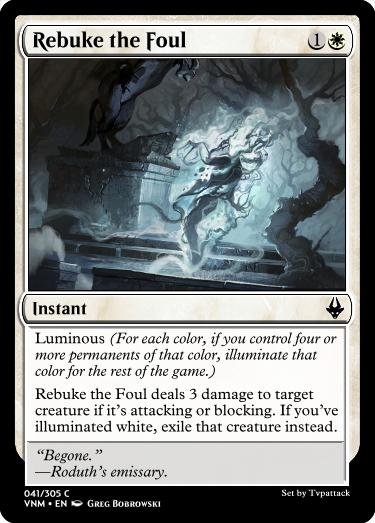 Rebuke the Foul 1
Instant
Luminous (For each color, if you control four or
more permanents of that color, illuminate that
color for the rest of the game.)
Rebuke the Foul deals 3 damage to target
creature if it's attacking or blocking. If you've
illuminated white, exile that creature instead.
"Begone."
—Roduth's emissary.
041/305 C
VNM • EN Greg Bobrowski Set by Tvpattack